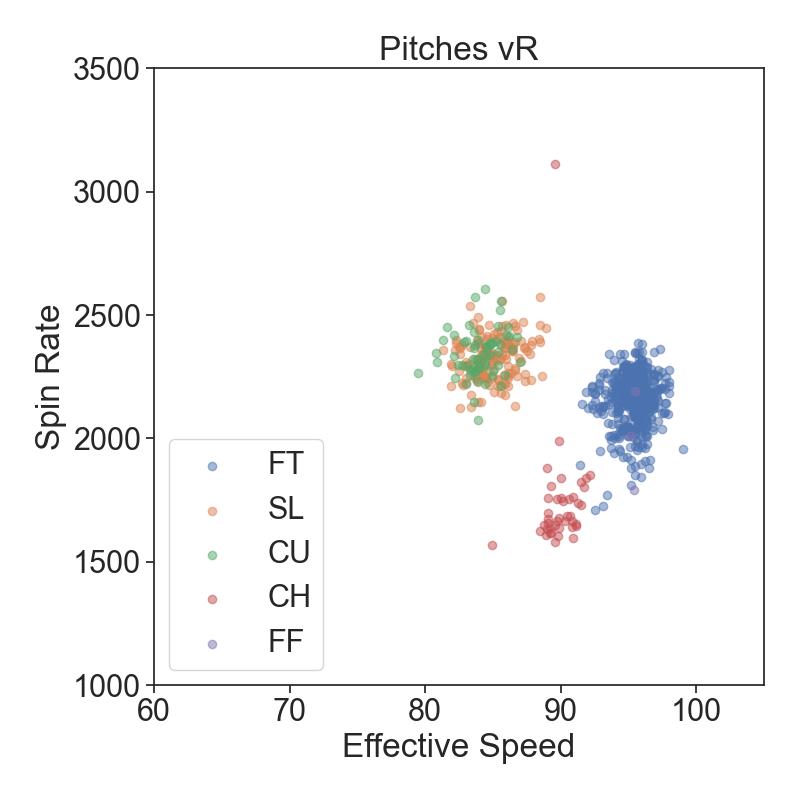 Pitches vR
3500
3000
2500
2000
1500
1000
Spin Rate
FT
SL
CU
CH
FF
60 70 80 90 100
Effective Speed